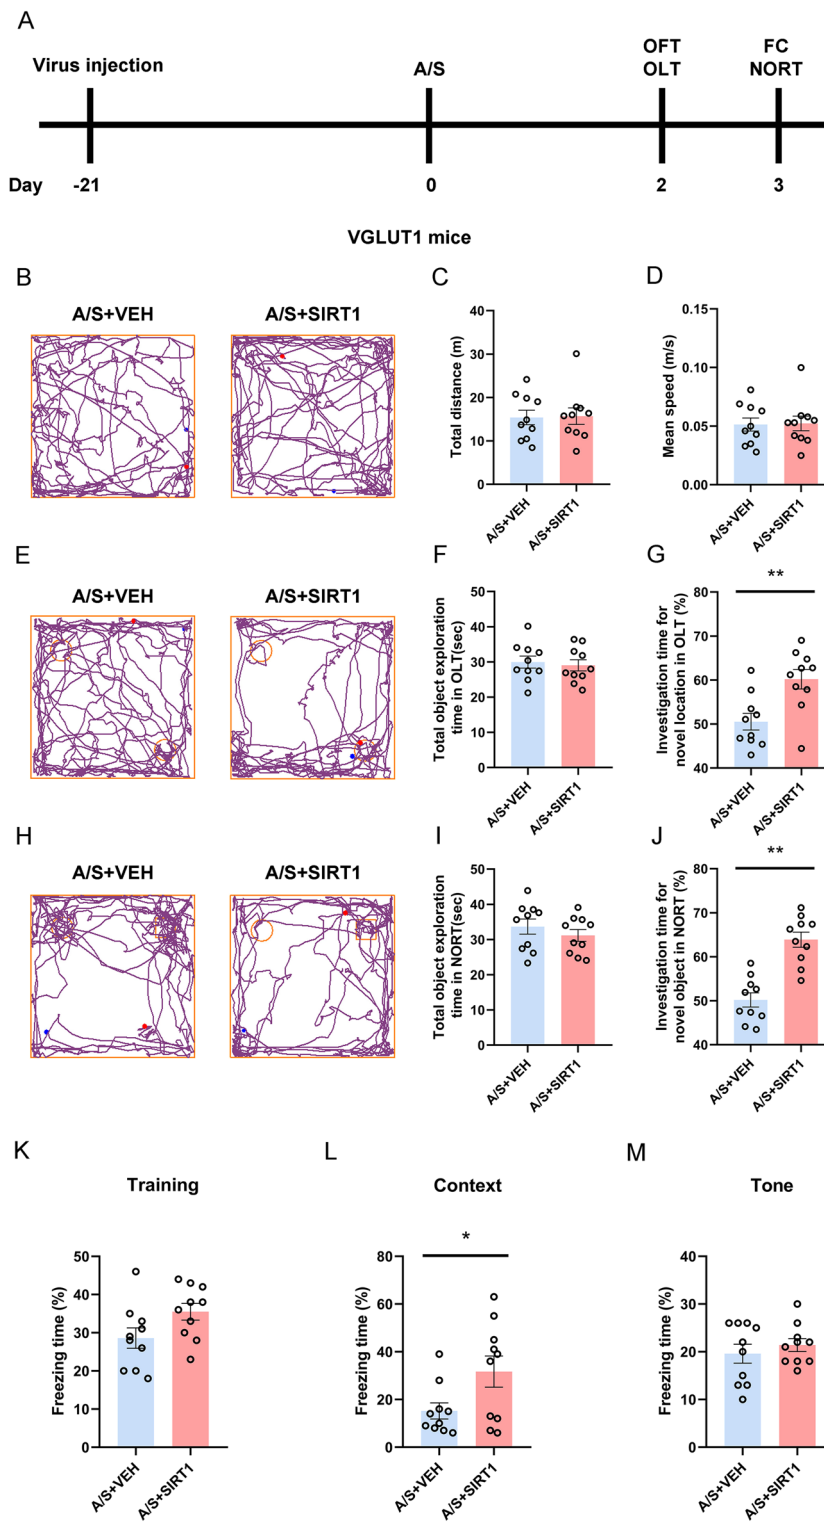 A
Virus injection
A/S
OFT
OLT
FC
NORT
Day
-21
0
2
3
VGLUT1 mice
B
A/S+VEH
A/S+SIRT1
C
Total distance (m)
40
30
20
10
0
A/S+VEH
A/S+SIRT1
D
Mean speed (m/s)
0.15
0.10
0.05
0.00
A/S+VEH
A/S+SIRT1
E
A/S+VEH
A/S+SIRT1
F
Total object exploration
time in OLT(sec)
50
40
30
20
10
0
A/S+VEH
A/S+SIRT1
G
Investigation time for
novel location in OLT (%)
80
70
60
50
40
**
A/S+VEH
A/S+SIRT1
H
A/S+VEH
A/S+SIRT1
I
Total object exploration
time in NORT(sec)
50
40
30
20
10
0
A/S+VEH
A/S+SIRT1
J
Investigation time for
novel object in NORT (%)
80
70
60
50
40
**
A/S+VEH
A/S+SIRT1
K
Training
Freezing time (%)
50
40
30
20
10
0
A/S+VEH
A/S+SIRT1
L
Context
Freezing time (%)
80
60
40
20
0
*
A/S+VEH
A/S+SIRT1
M
Tone
Freezing time (%)
40
30
20
10
0
A/S+VEH
A/S+SIRT1